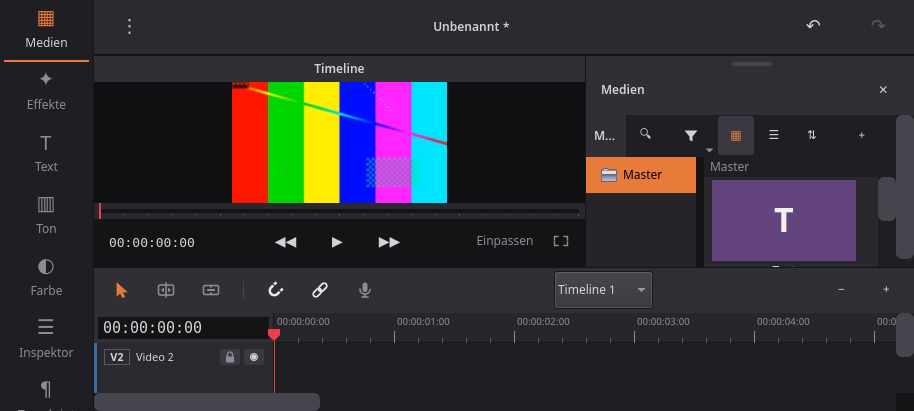 Medien
Effekte
Text
Ton
Farbe
Inspektor
Unbenannt *
Timeline
00:00:00:00
Einpassen
Medien
M...
Master
Master
T
Timeline 1
00:00:00:00
00:00:00:00
00:00:01:00
00:00:02:00
00:00:03:00
00:00:04:00
V2
Video 2